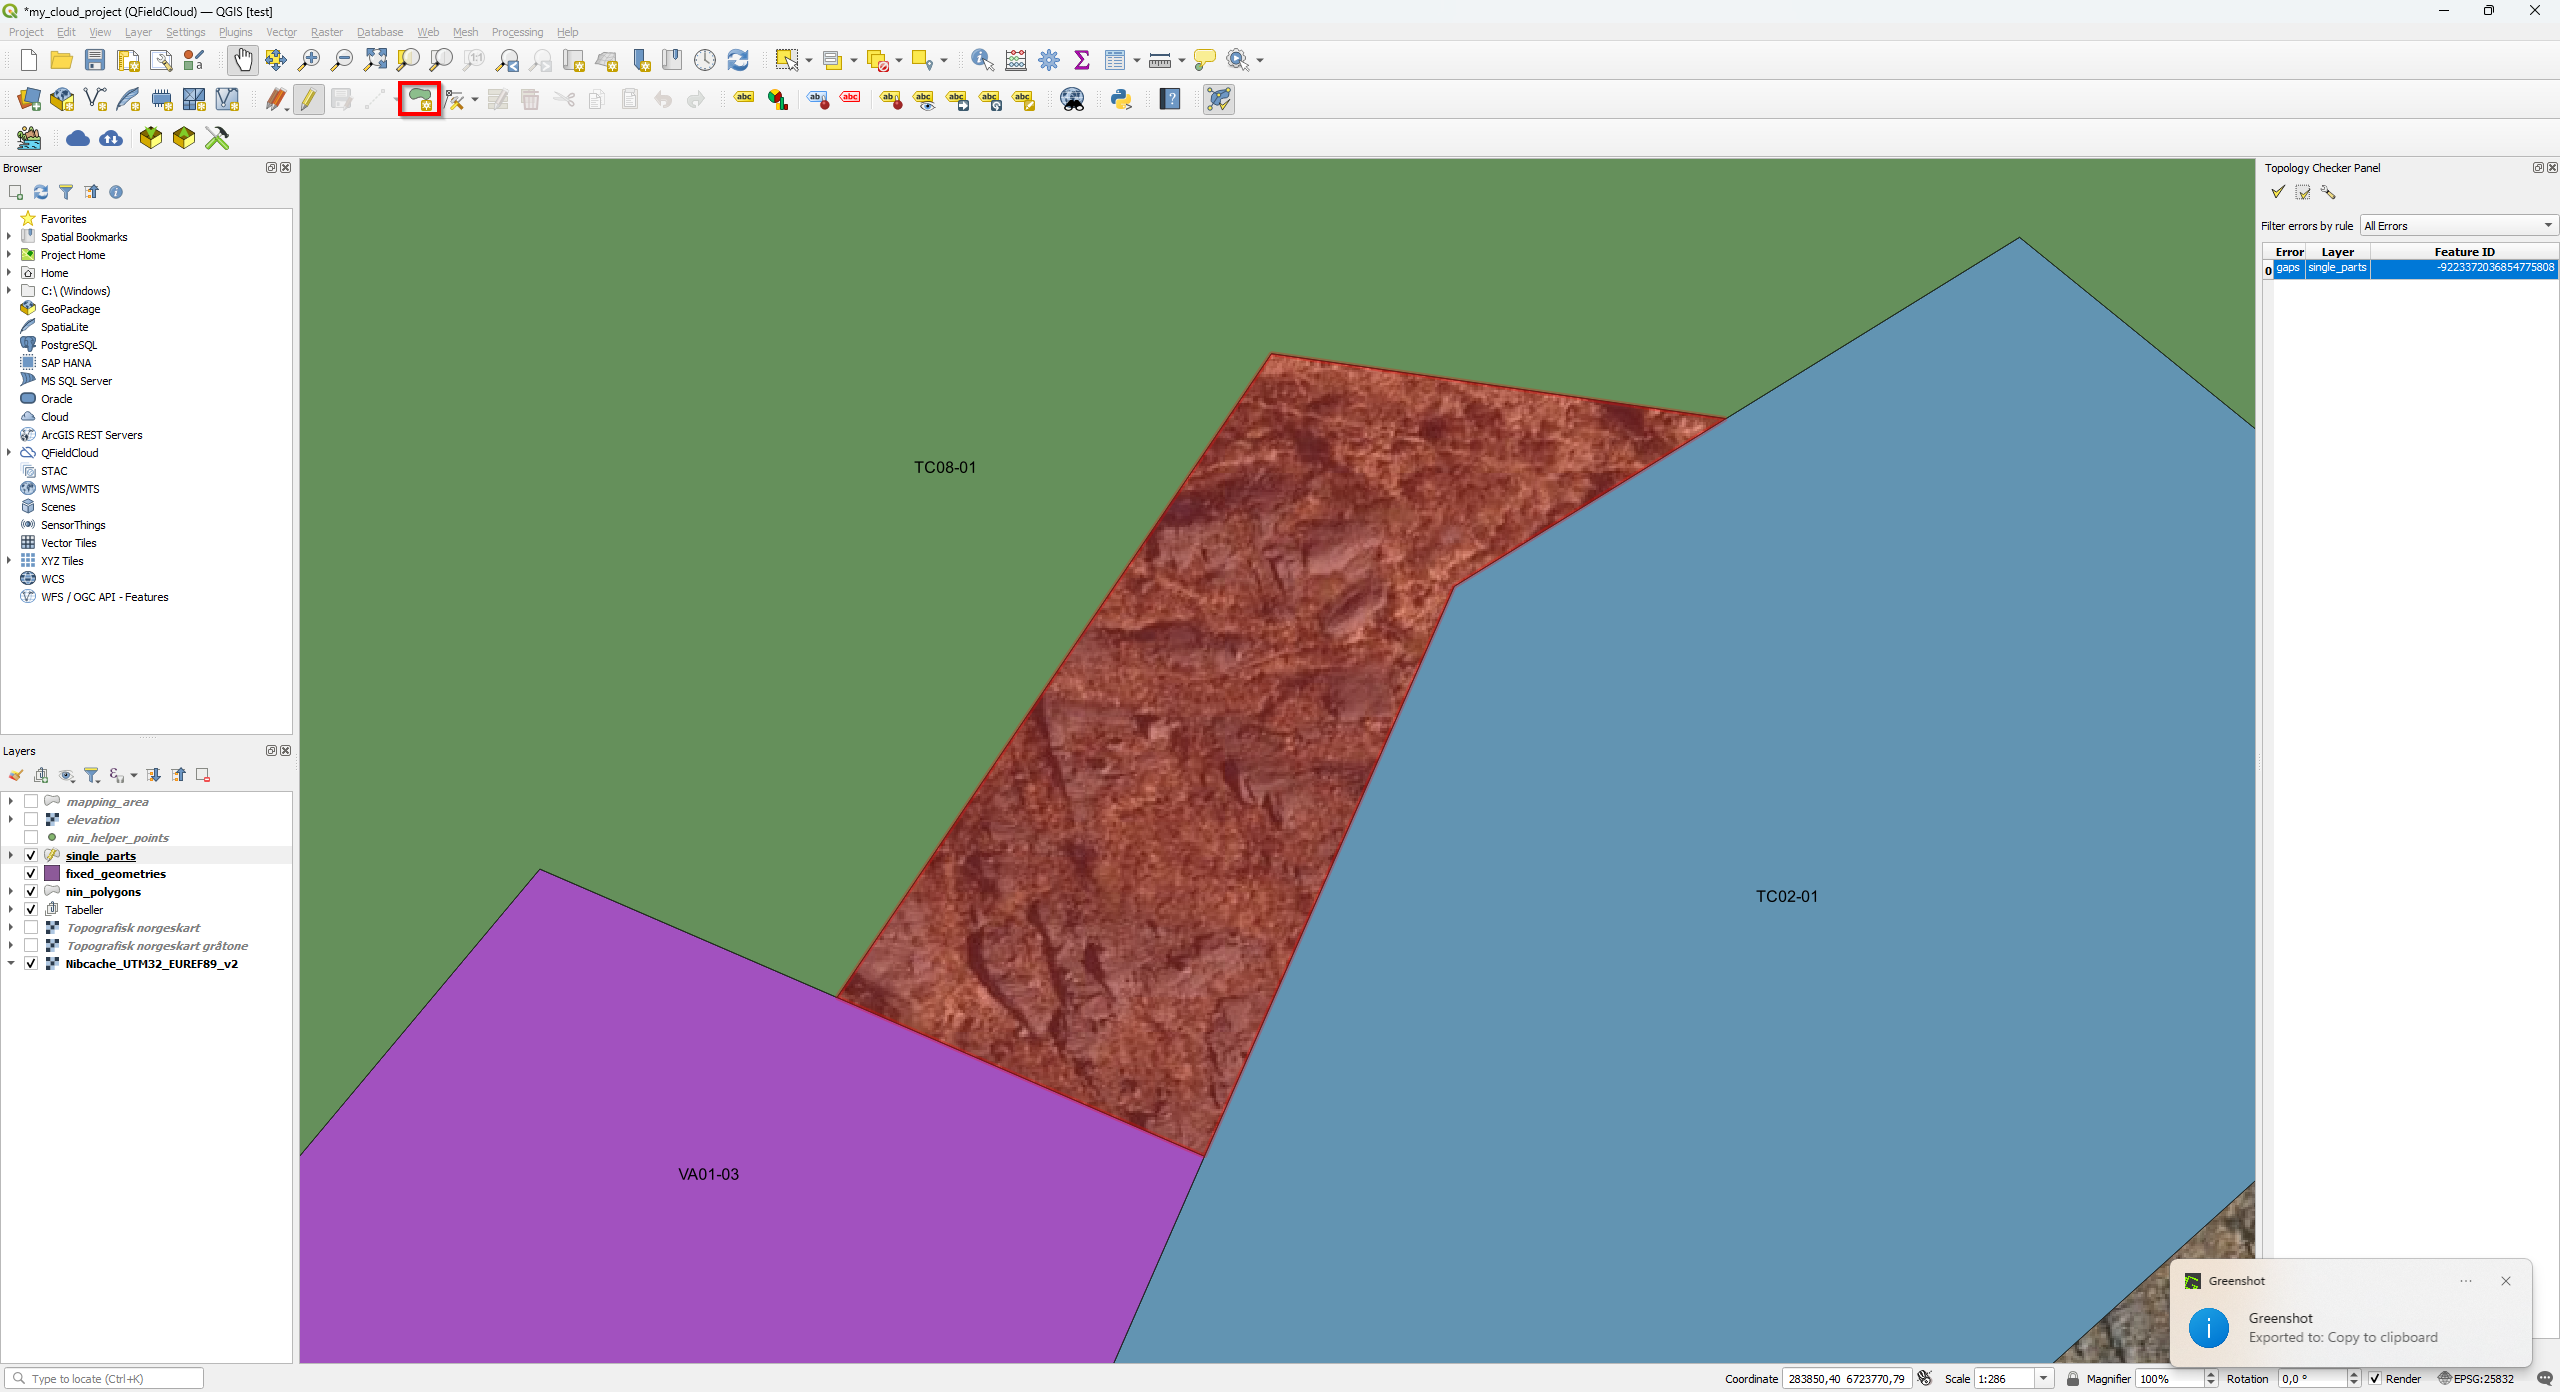 *my_cloud_project (QFieldCloud) — QGIS [test]
Project Edit View Layer Settings Plugins Vector Raster Database Web Mesh Processing Help
Browser
Favorites
Spatial Bookmarks
Project Home
Home
C:\ (Windows)
GeoPackage
SpatiaLite
PostgreSQL
SAP HANA
MS SQL Server
Oracle
Cloud
ArcGIS REST Servers
QFieldCloud
STAC
WMS/WMTS
Scenes
SensorThings
Vector Tiles
XYZ Tiles
WCS
WFS / OGC API - Features
Layers
mapping_area
elevation
nin_helper_points
single_parts
fixed_geometries
nin_polygons
Tabeller
Topografisk norgeskart
Topografisk norgeskart gråtone
Nibcache_UTM32_EUREF89_v2
TC08-01
TC02-01
VA01-03
Topology Checker Panel
Filter errors by rule All Errors
Error Layer Feature ID
0 gaps single_parts -9223372036854775808
Greenshot
Greenshot
Exported to: Copy to clipboard
Type to locate (Ctrl+K)
Coordinate 283850,40 6723770,79 Scale 1:286 Magnifier 100% Rotation 0,0 ° Render EPSG:25832